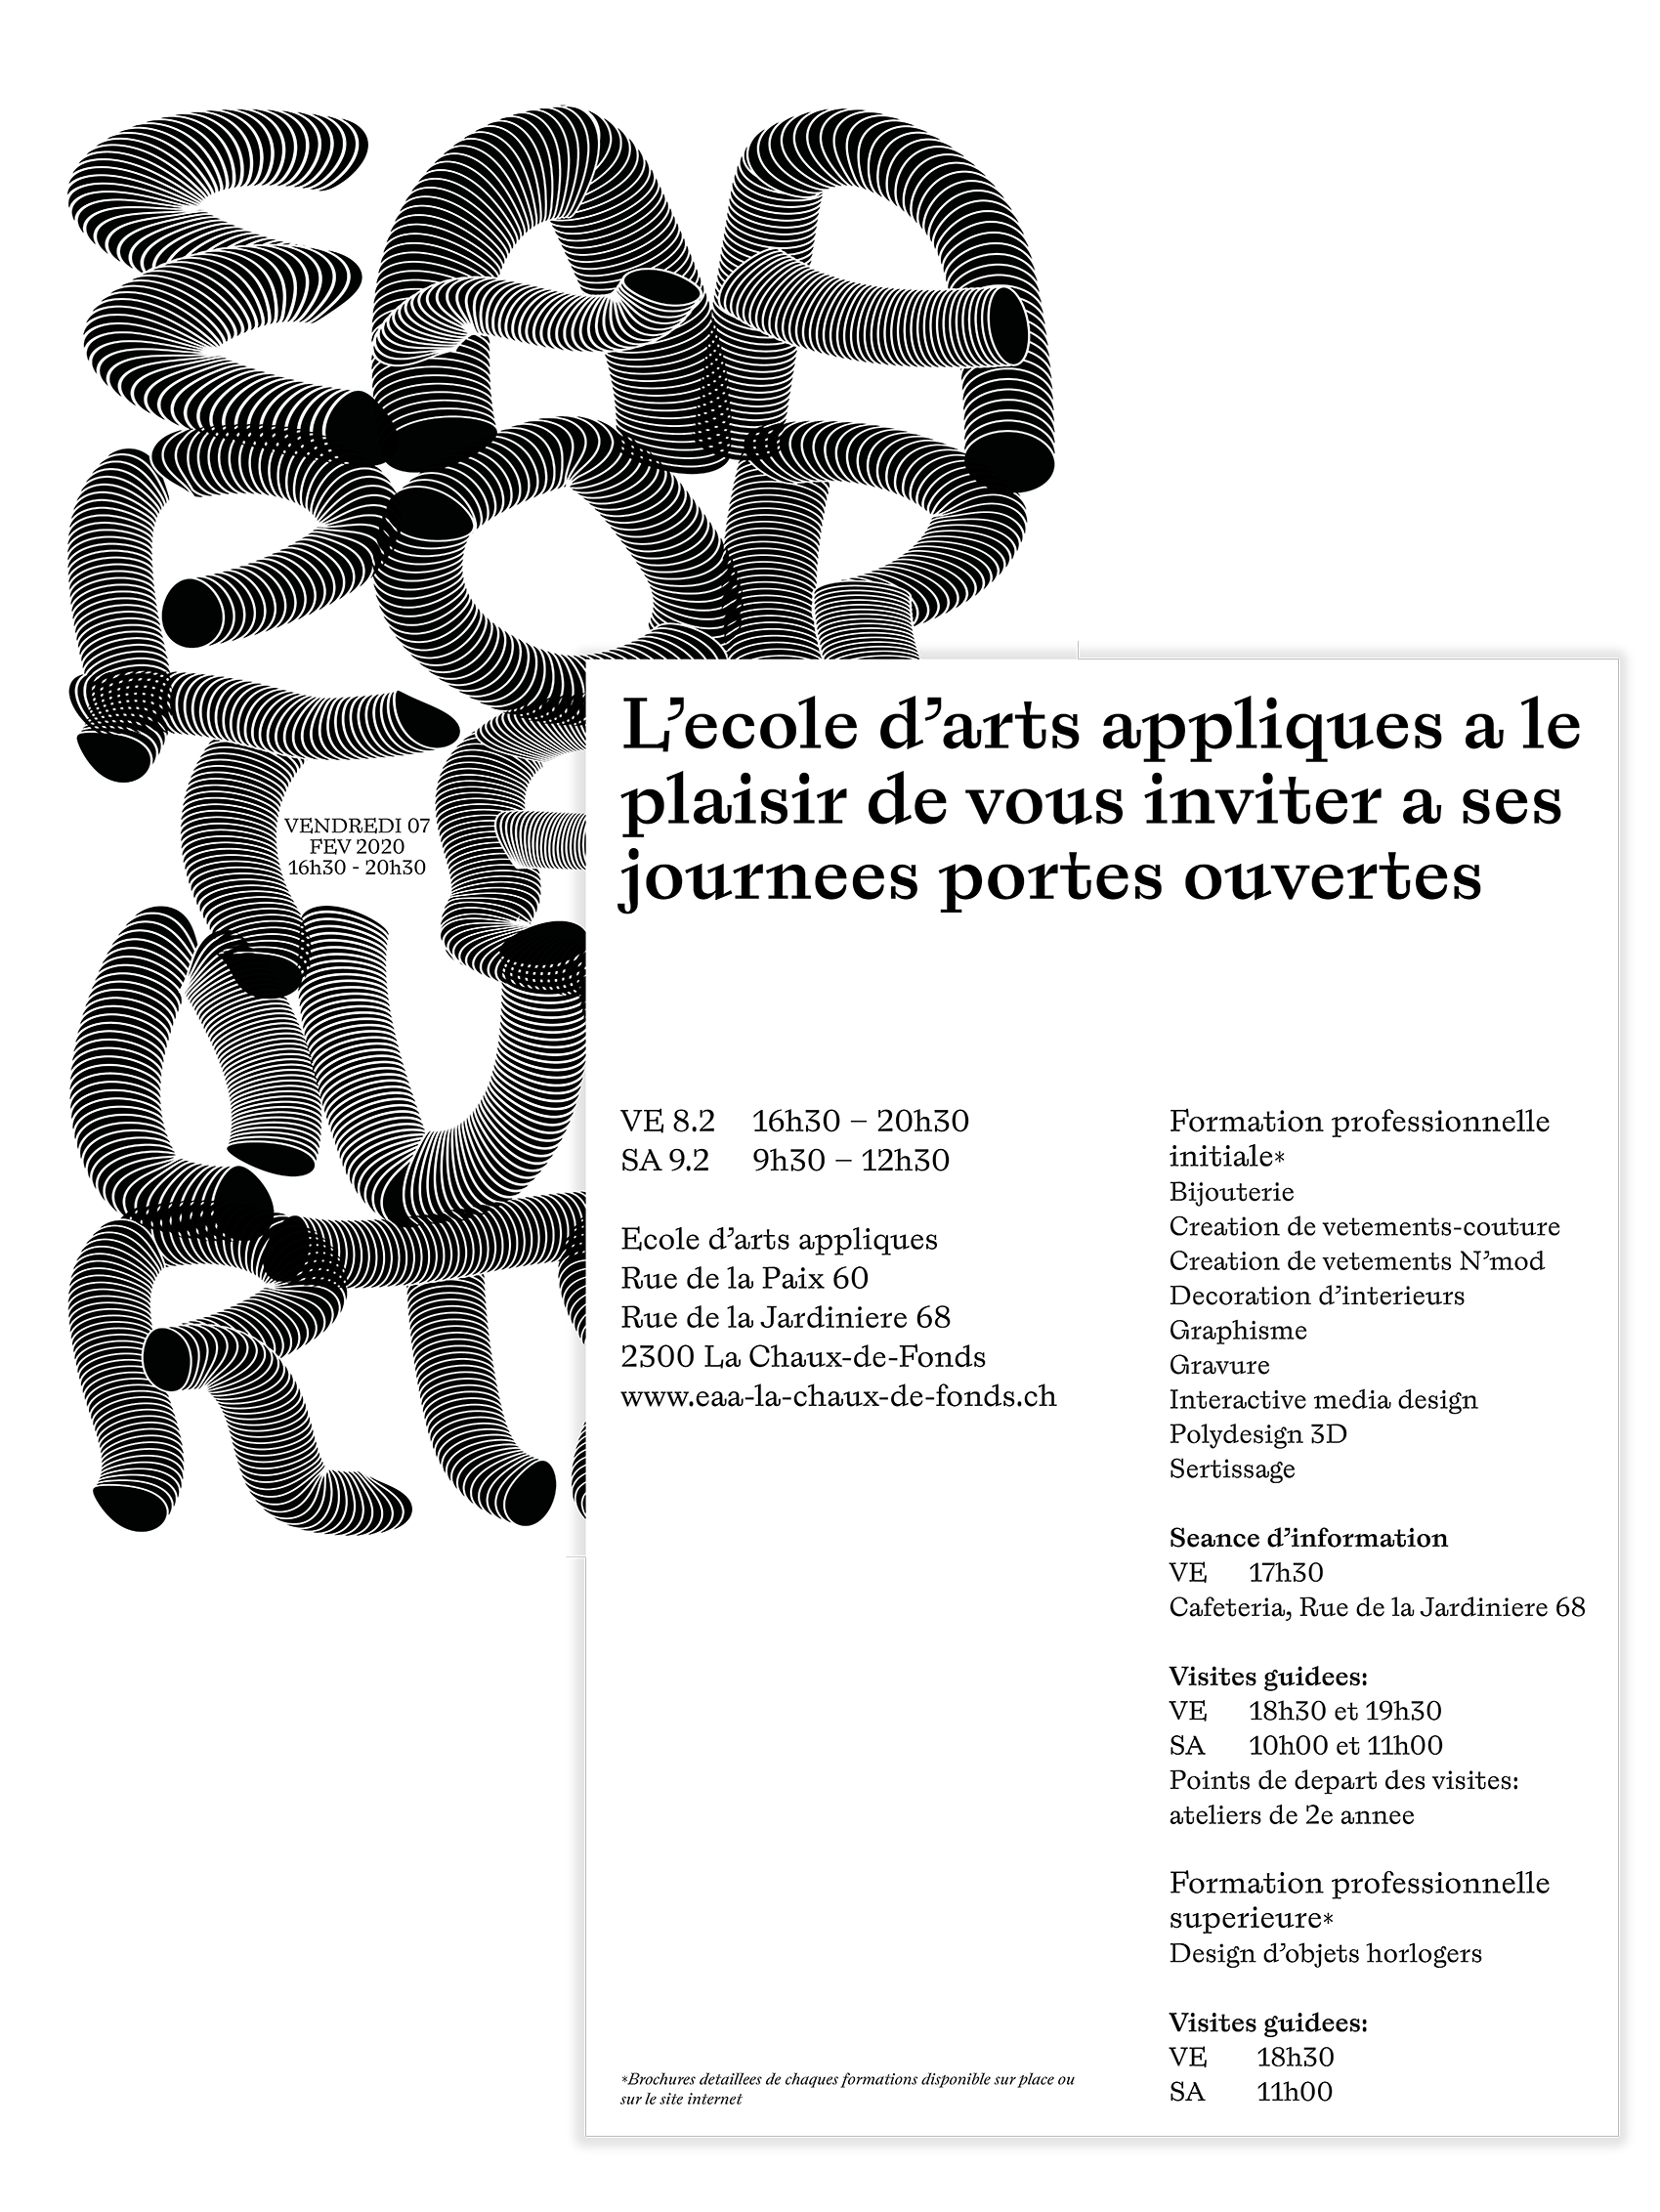 EAA
POR
TE
VENDREDI 07
FEV 2020
16h30 - 20h30
OU
RT
L’ecole d’arts appliques a le
plaisir de vous inviter a ses
journees portes ouvertes
VE 8.2 16h30 – 20h30
SA 9.2 9h30 – 12h30
Ecole d’arts appliques
Rue de la Paix 60
Rue de la Jardiniere 68
2300 La Chaux-de-Fonds
www.eaa-la-chaux-de-fonds.ch
*Brochures detaillees de chaques formations disponible sur place ou
sur le site internet
Formation professionnelle
initiale*
Bijouterie
Creation de vetements-couture
Creation de vetements N’mod
Decoration d’interieurs
Graphisme
Gravure
Interactive media design
Polydesign 3D
Sertissage
Seance d’information
VE 17h30
Cafeteria, Rue de la Jardiniere 68
Visites guidees:
VE 18h30 et 19h30
SA 10h00 et 11h00
Points de depart des visites:
ateliers de 2e annee
Formation professionnelle
superieure*
Design d’objets horlogers
Visites guidees:
VE 18h30
SA 11h00